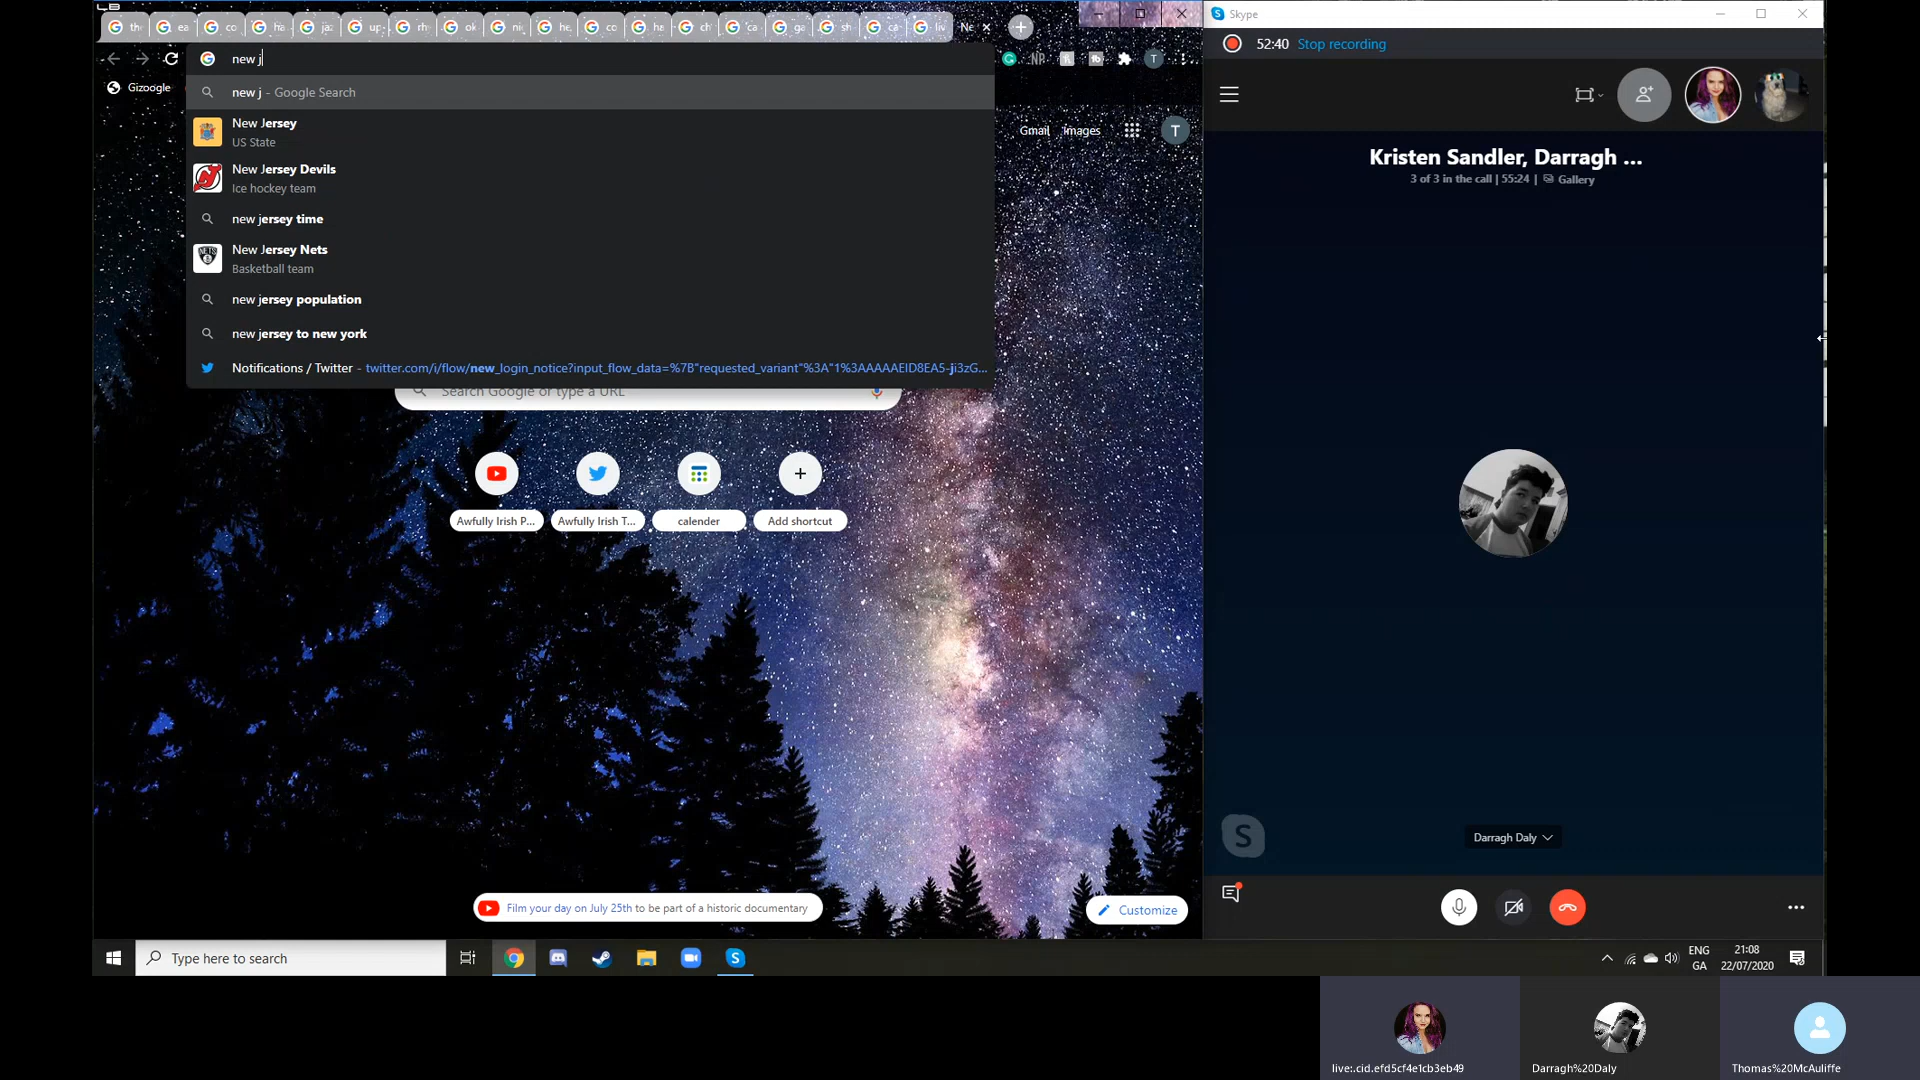 new j
new j - Google Search
New Jersey
US State
New Jersey Devils
Ice hockey team
new jersey time
New Jersey Nets
Basketball team
new jersey population
new jersey to new york
Notifications / Twitter - twitter.com/i/flow/new_login_notice?input_flow_data=%7B"requested_variant"%3A"1%3AAAAAEID8EA5-ji3zG...
Gizoogle
Gmail Images
T
T
Search Google or type a URL
Awfully Irish P... Awfully Irish T... calender Add shortcut
Film your day on July 25th to be part of a historic documentary
Customize
Type here to search
Skype
52:40 Stop recording
Kristen Sandler, Darragh ...
3 of 3 in the call | 55:24 | Gallery
Darragh Daly
ENG
GA
21:08
22/07/2020
live:.cid.efd5cf4e1cb3eb49
Darragh%20Daly
Thomas%20McAuliffe